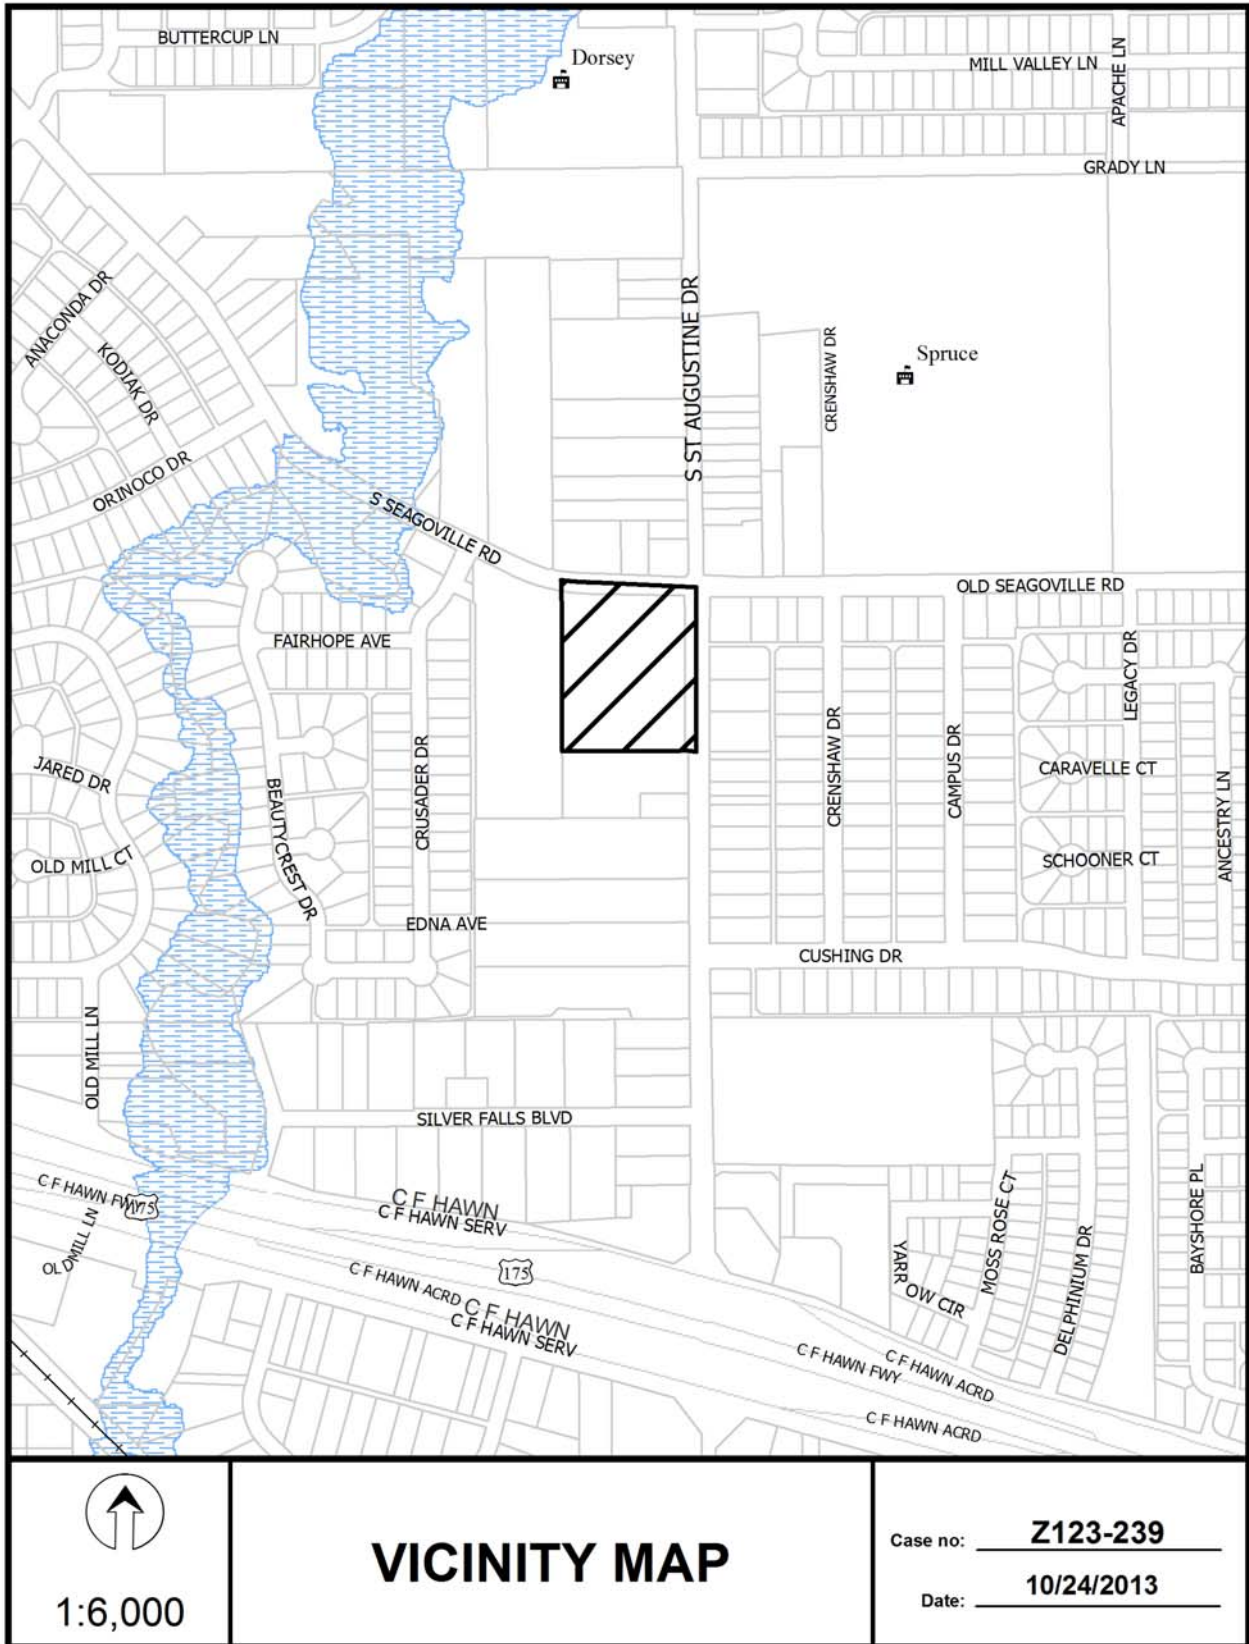 BUTTERCUP LN
Dorsey
MILL VALLEY LN
APACHE LN
GRADY LN
ANACONDA DR
KODIAK DR
ORINOCO DR
S ST AUGUSTINE DR
CRENSHAW DR
Spruce
S SEAGOVILLE RD
OLD SEAGOVILLE RD
FAIRHOPE AVE
LEGACY DR
JARED DR
BEAUTYCREST DR
CRUSADER DR
CRENSHAW DR
CAMPUS DR
CARAVELLE CT
ANCESTRY LN
OLD MILL CT
SCHOONER CT
EDNA AVE
CUSHING DR
OLD MILL LN
SILVER FALLS BLVD
C F HAWN FWY
175
OLDMILL LN
C F HAWN
C F HAWN SERV
175
C F HAWN ACRD
C F HAWN
C F HAWN SERV
YARR
OW CIR
MOSS ROSE CT
DELPHINIUM DR
BAYSHORE PL
C F HAWN FWY
C F HAWN ACRD
C F HAWN ACRD
1:6,000
VICINITY MAP
Case no: Z123-239
Date: 10/24/2013